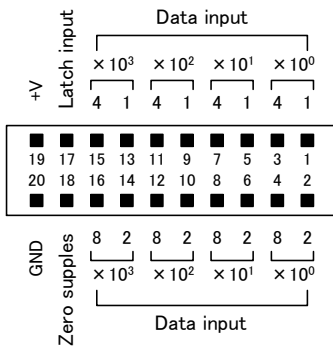 Data input
+V
Latch input
× 10³ × 10² × 10¹ × 10⁰
4 1 4 1 4 1 4 1
19 17 15 13 11 9 7 5 3 1
20 18 16 14 12 10 8 6 4 2
GND
Zero supples
8 2 8 2 8 2 8 2
× 10³ × 10² × 10¹ × 10⁰
Data input